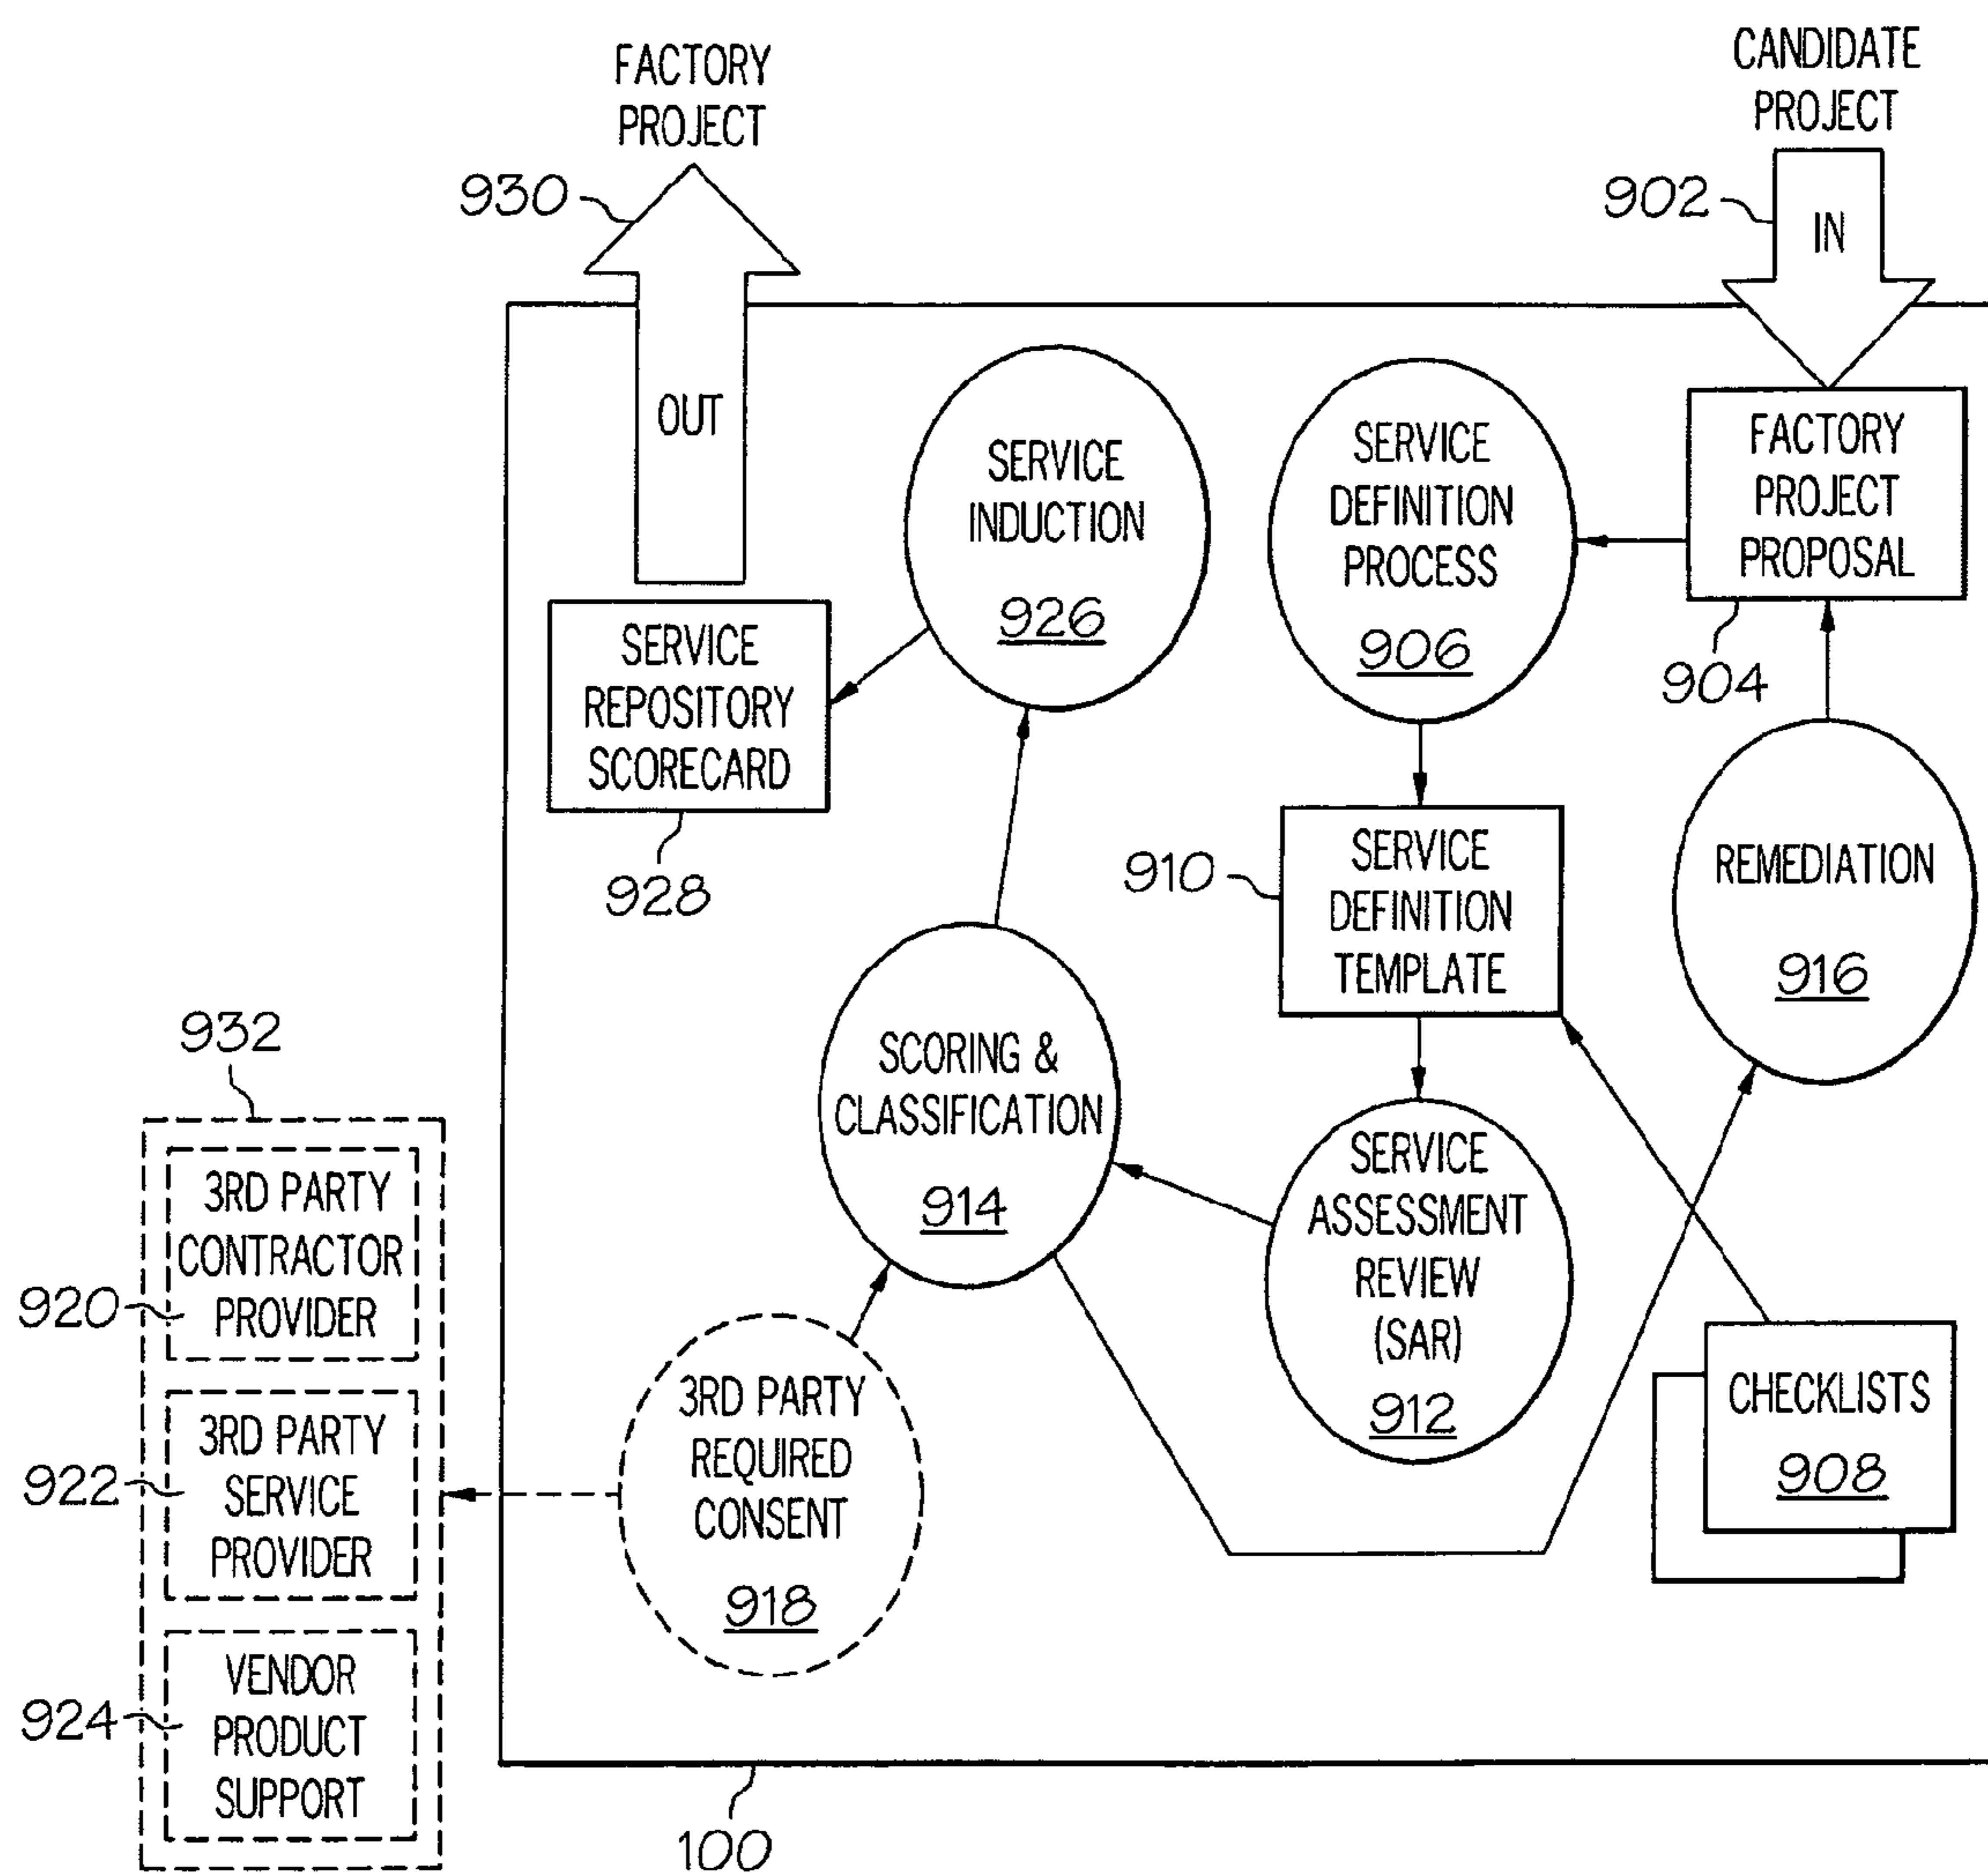 FACTORY
PROJECT
930
OUT
CANDIDATE
PROJECT
902
IN
SERVICE
INDUCTION
926
SERVICE
DEFINITION
PROCESS
906
FACTORY
PROJECT
PROPOSAL
904
SERVICE
REPOSITORY
SCORECARD
928
910
SERVICE
DEFINITION
TEMPLATE
REMEDIATION
916
SCORING &
CLASSIFICATION
914
SERVICE
ASSESSMENT
REVIEW
(SAR)
912
CHECKLISTS
908
3RD PARTY
REQUIRED
CONSENT
918
932
3RD PARTY
CONTRACTOR
PROVIDER
920
3RD PARTY
SERVICE
PROVIDER
922
VENDOR
PRODUCT
SUPPORT
924
100